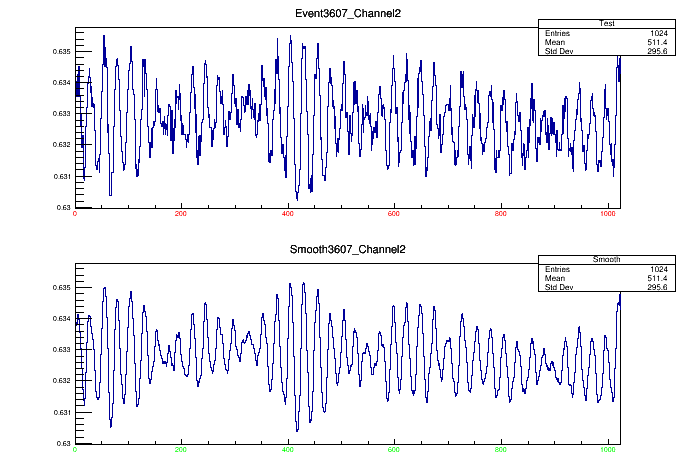 Event3607_Channel2
Test
Entries 1024
Mean 511.4
Std Dev 295.6
0.635
0.634
0.633
0.632
0.631
0.63
0 200 400 600 800 1000
Smooth3607_Channel2
Smooth
Entries 1024
Mean 511.4
Std Dev 295.6
0.635
0.634
0.633
0.632
0.631
0.63
0 200 400 600 800 1000